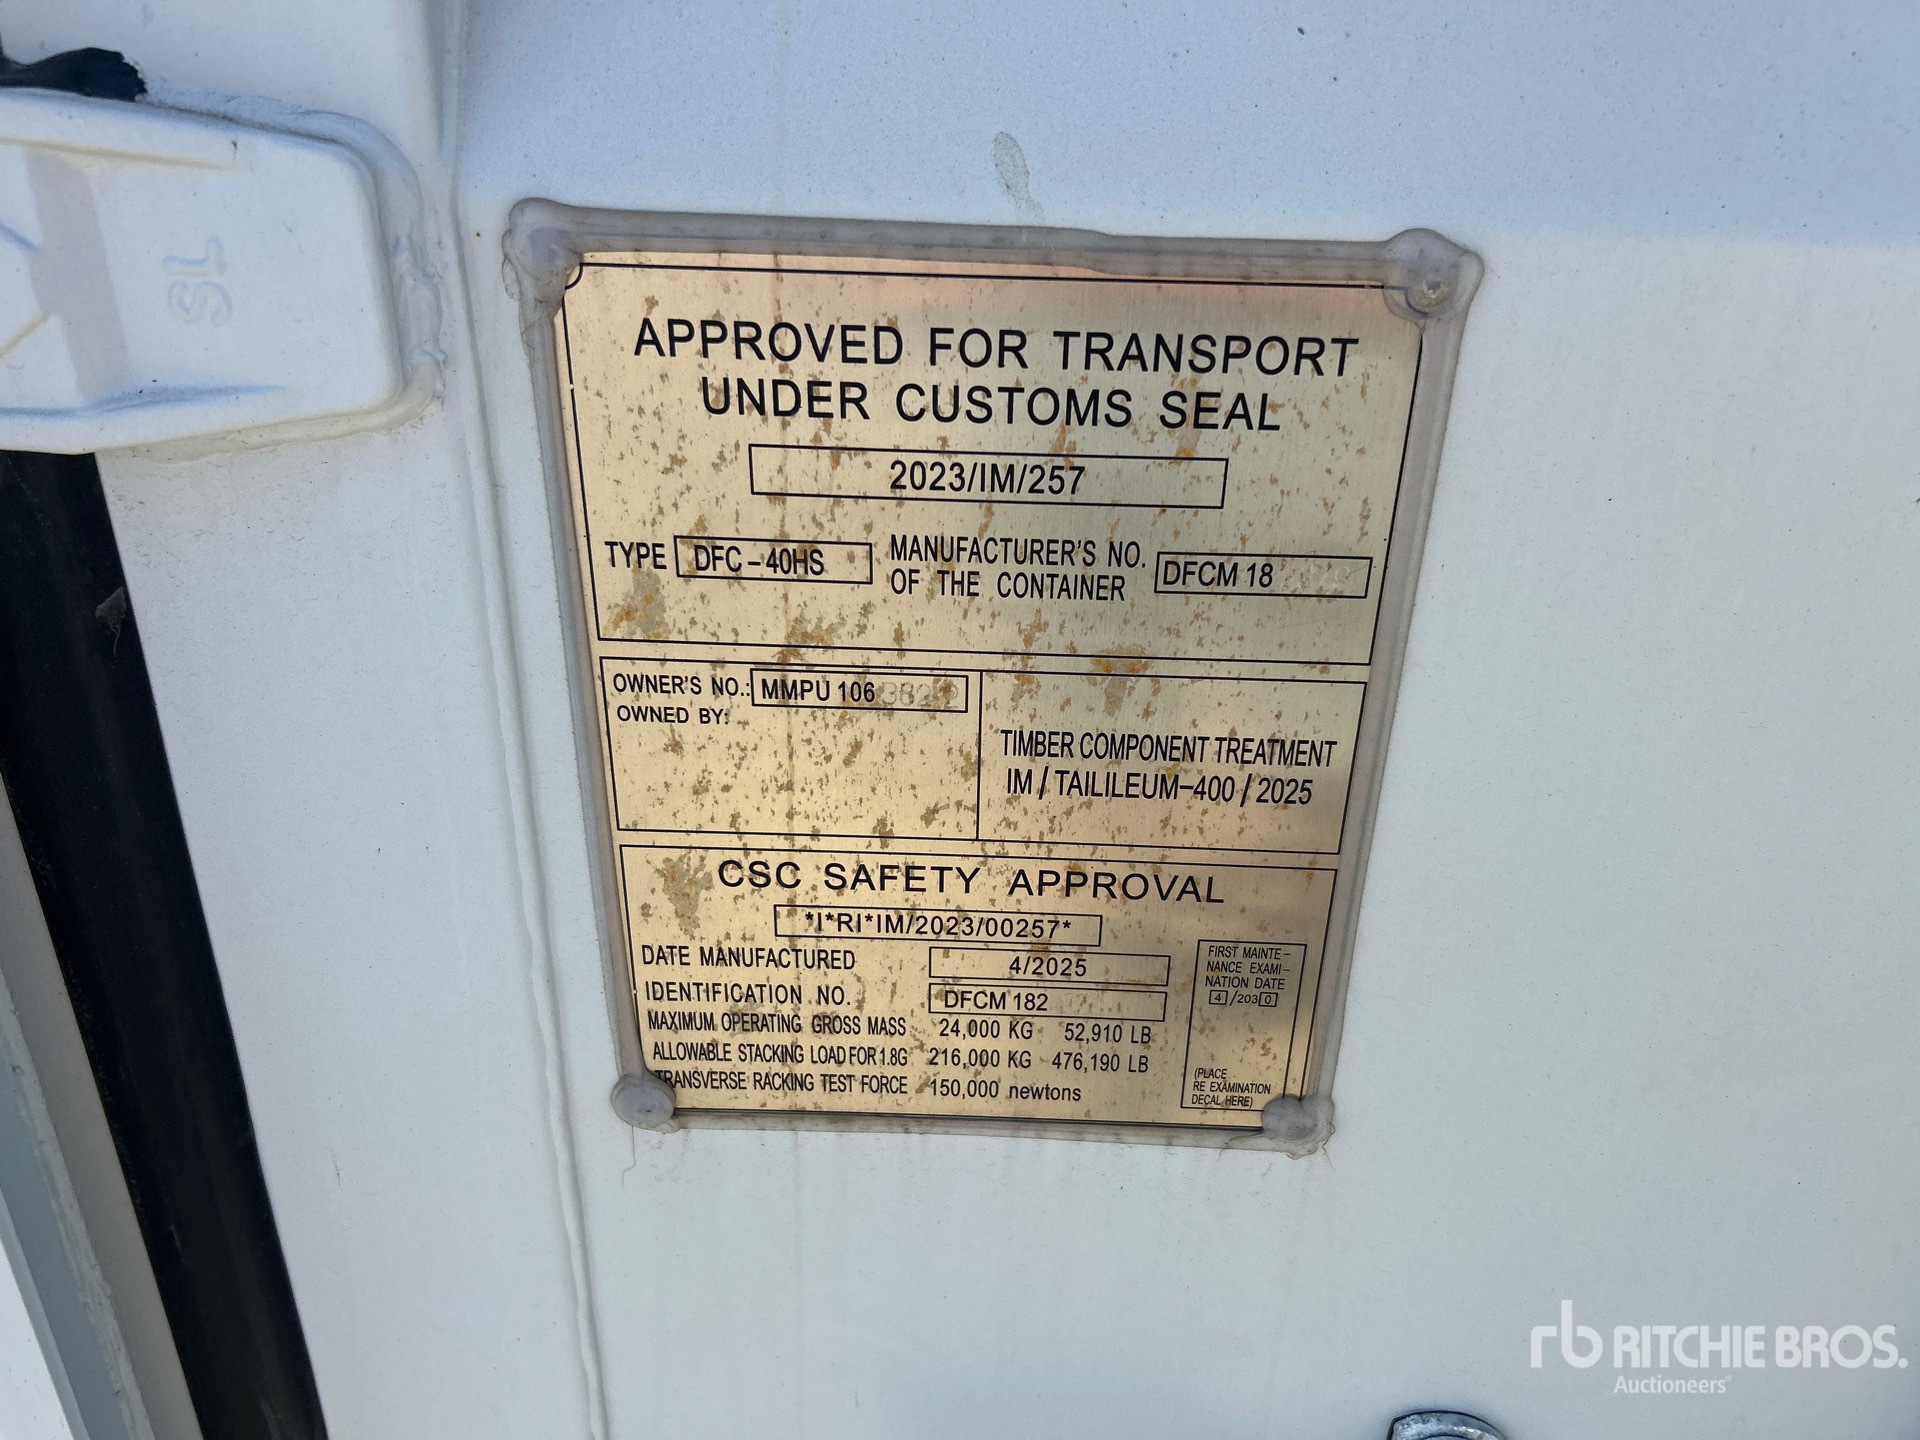 SL
APPROVED FOR TRANSPORT
UNDER CUSTOMS SEAL
2023/IM/257
TYPE DFC-40HS MANUFACTURER'S NO. OF THE CONTAINER DFCM 18
OWNER'S NO.: MMPU 106
OWNED BY:
TIMBER COMPONENT TREATMENT
IM / TAILILEUM-400 / 2025
CSC SAFETY APPROVAL
*I*RI*IM/2023/00257*
DATE MANUFACTURED 4/2025
IDENTIFICATION NO. DFCM 182
MAXIMUM OPERATING GROSS MASS 24,000 KG 52,910 LB
ALLOWABLE STACKING LOAD FOR 1.8G 216,000 KG 476,190 LB
TRANSVERSE RACKING TEST FORCE 150,000 newtons
FIRST MAINTE-
NANCE EXAMI-
NATION DATE
4/2030
(PLACE
RE EXAMINATION
DECAL HERE)
rb RITCHIE BROS.
Auctioneers